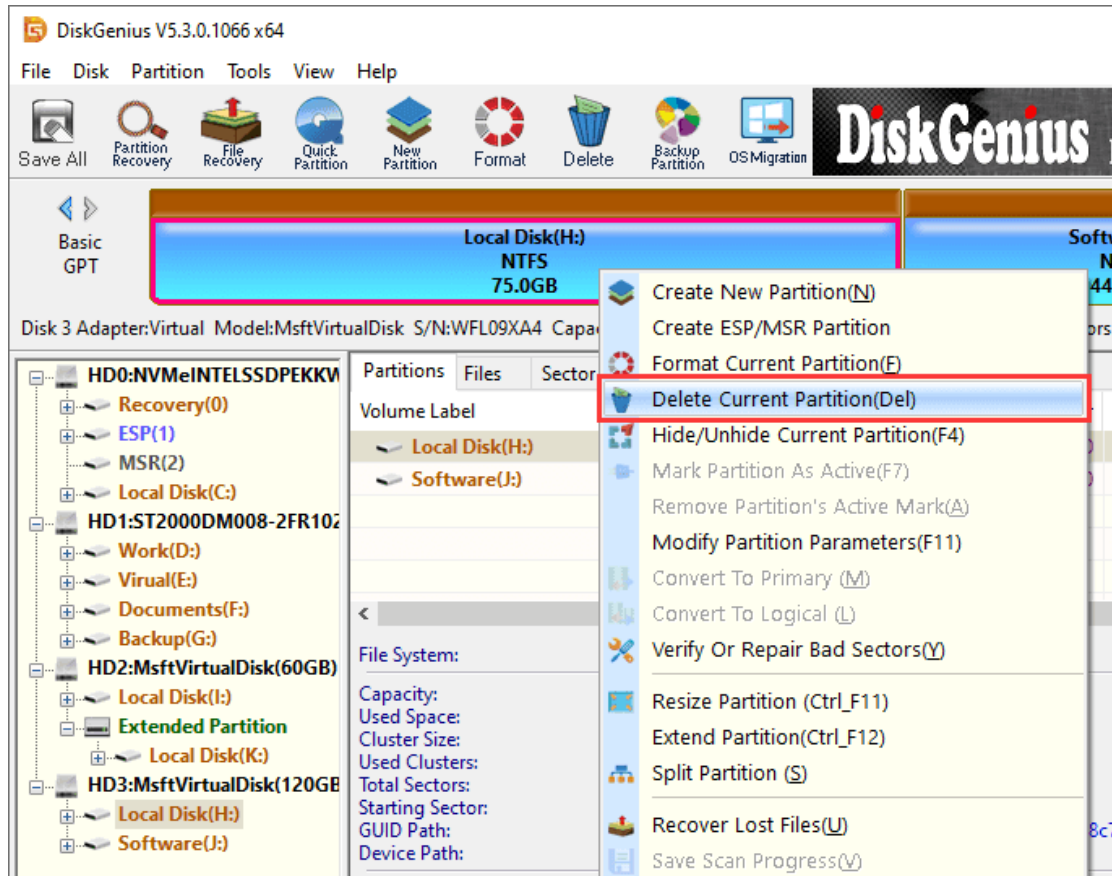 DiskGenius V5.3.0.1066 x64
File Disk Partition Tools View Help
Save All
Partition
Recovery
File
Recovery
Quick
Partition
New
Partition
Format
Delete
Backup
Partition
OS Migration
DiskGenius
Basic
GPT
Local Disk(H:)
NTFS
75.0GB
Disk 3 Adapter:Virtual Model:MsftVirtualDisk S/N:WFL09XA4
HD0:NVMeINTELSSDPEKKW
Recovery(0)
ESP(1)
MSR(2)
Local Disk(C:)
HD1:ST2000DM008-2FR102
Work(D:)
Virual(E:)
Documents(F:)
Backup(G:)
HD2:MsftVirtualDisk(60GB)
Local Disk(I:)
Extended Partition
Local Disk(K:)
HD3:MsftVirtualDisk(120GB
Local Disk(H:)
Software(J:)
Partitions Files Sector
Volume Label
Local Disk(H:)
Software(J:)
File System:
Capacity:
Used Space:
Cluster Size:
Used Clusters:
Total Sectors:
Starting Sector:
GUID Path:
Device Path:
Create New Partition(N)
Create ESP/MSR Partition
Format Current Partition(F)
Delete Current Partition(Del)
Hide/Unhide Current Partition(F4)
Mark Partition As Active(F7)
Remove Partition's Active Mark(A)
Modify Partition Parameters(F11)
Convert To Primary (M)
Convert To Logical (L)
Verify Or Repair Bad Sectors(Y)
Resize Partition (Ctrl_F11)
Extend Partition(Ctrl_F12)
Split Partition (S)
Recover Lost Files(U)
Save Scan Progress(V)